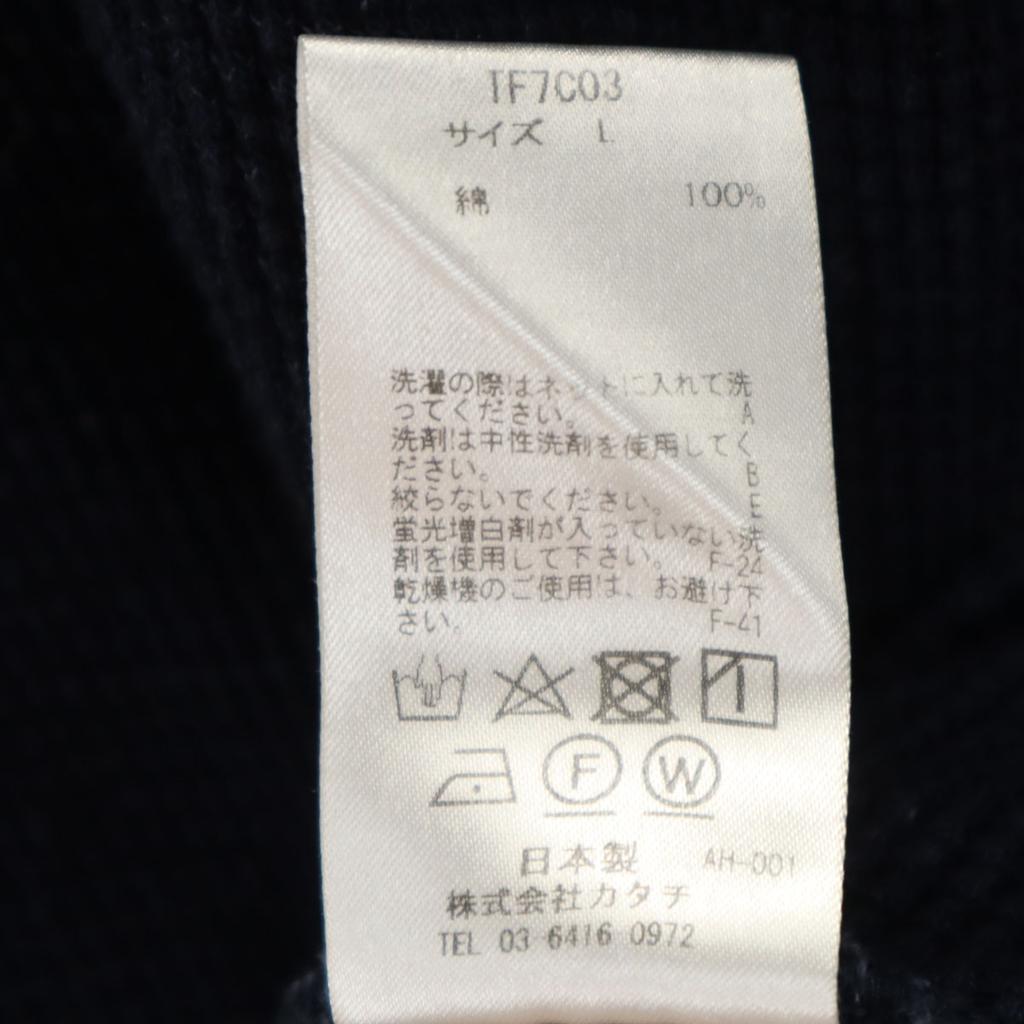 TF7C03
サイズ L
綿 100%
洗濯の際はネットに入れて洗
ってください。 A
洗剤は中性洗剤を使用してく
ださい。 B
絞らないでください。 E
蛍光増白剤が入っていない洗
剤を使用して下さい。 F-24
乾燥機のご使用は、お避け下
さい。 F-41
F W
日本製 AH-001
株式会社カタチ
TEL 03 6416 0972